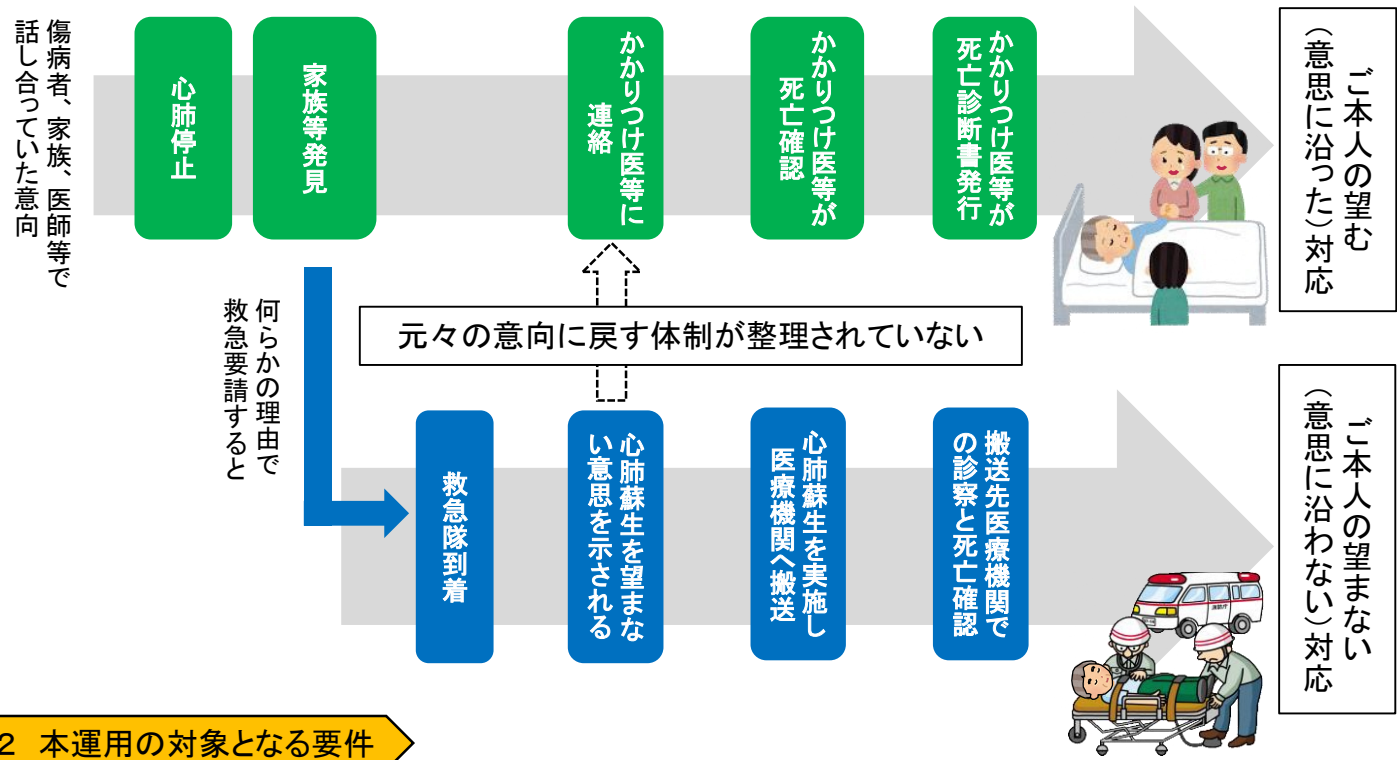 傷病者、家族、医師等で
話し合っていた意向
心肺停止
家族等発見
かかりつけ医等に
連絡
かかりつけ医等が
死亡確認
かかりつけ医等が
死亡診断書発行
ご本人の望む
（意思に沿った）対応
何らかの理由で
救急要請すると
元々の意向に戻す体制が整理されていない
救急隊到着
心肺蘇生を望まな
い意思を示される
心肺蘇生を実施し
医療機関へ搬送
搬送先医療機関で
の診察と死亡確認
ご本人の望まない
（意思に沿わない）対応
2 本運用の対象となる要件